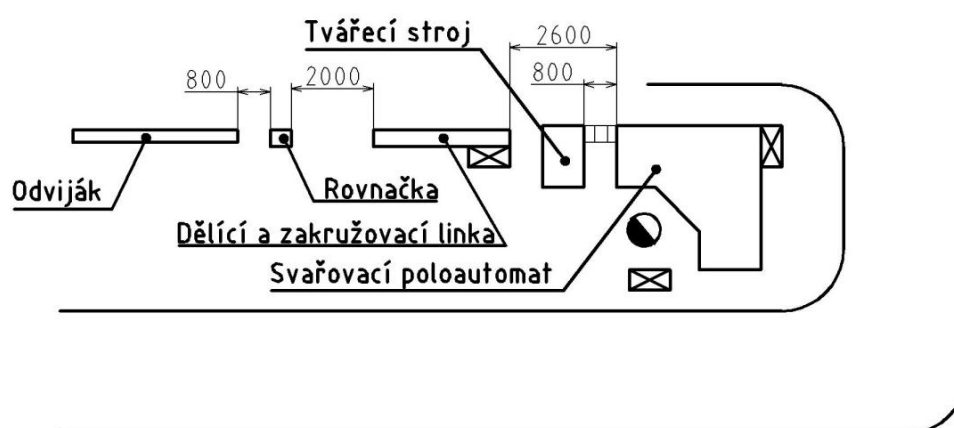 Tvářecí stroj
2600
800
2000
800
Odviják
Rovnačka
Dělící a zakružovací linka
Svařovací poloautomat